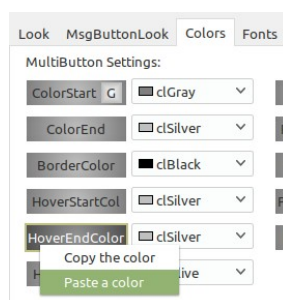 Look MsgButtonLook Colors Fonts
MultiButton Settings:
ColorStart G clGray
ColorEnd clSilver
BorderColor clBlack
HoverStartCol clSilver
HoverEndColor clSilver
Copy the color
Paste a color